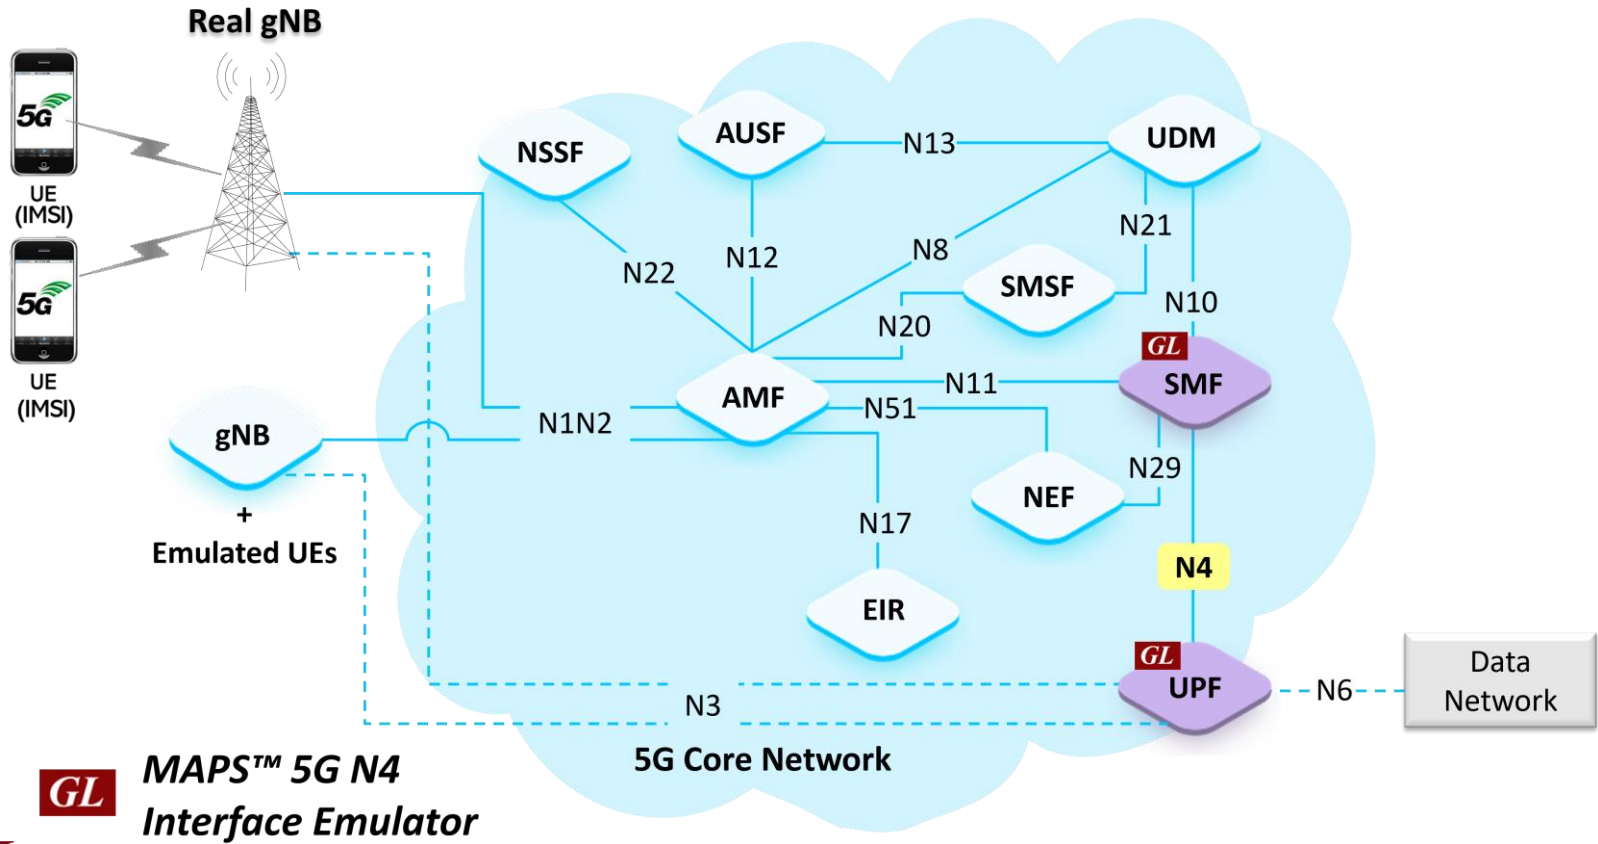 Real gNB
5G
UE
(IMSI)
5G
UE
(IMSI)
NSSF
AUSF
N13
UDM
N22
N12
N8
N21
SMSF
N20
N10
GL
SMF
AMF
N11
N51
N1N2
gNB
+
Emulated UEs
N29
NEF
N17
N4
EIR
GL
UPF
N3
N6
Data
Network
5G Core Network
GL
MAPS™ 5G N4
Interface Emulator